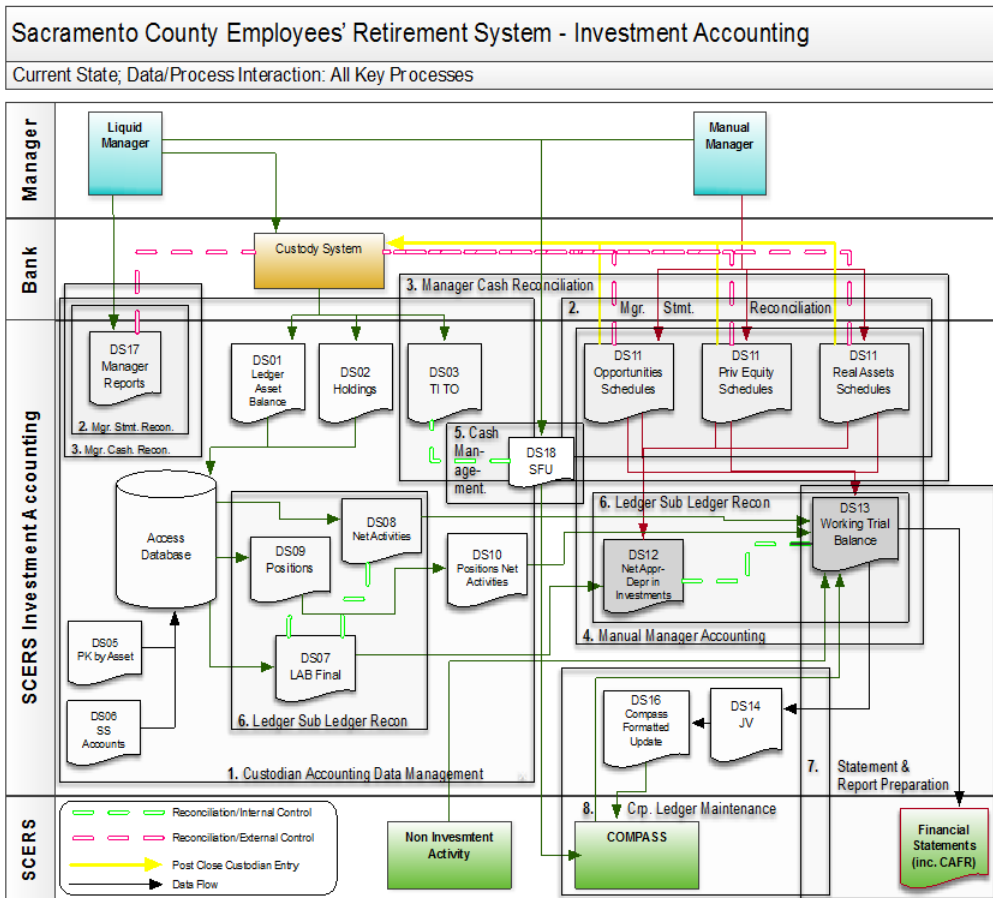 Sacramento County Employees' Retirement System - Investment Accounting
Current State; Data/Process Interaction: All Key Processes
Manager
Liquid
Manager
Manual
Manager
Bank
Custody System
3. Manager Cash Reconciliation
2. Mgr. Stmt. Reconciliation
SCERS Investment Accounting
DS17
Manager
Reports
2. Mgr. Stmt. Recon.
3. Mgr. Cash. Recon.
DS01
Ledger
Asset
Balance
DS02
Holdings
DS03
TI TO
DS11
Opportunities
Schedules
DS11
Priv Equity
Schedules
DS11
Real Assets
Schedules
5. Cash
Man-
age-
ment.
DS18
SFU
Access
Database
DS08
Net Activities
DS09
Positions
DS10
Positions Net
Activities
6. Ledger Sub Ledger Recon
DS13
Working Trial
Balance
DS12
Net Appr-
Depr in
Investments
4. Manual Manager Accounting
DS05
PK by Asset
DS07
LAB Final
DS06
SS
Accounts
6. Ledger Sub Ledger Recon
1. Custodian Accounting Data Management
DS16
Compass
Formatted
Update
DS14
JV
7. Statement &
Report Preparation
SCERS
Reconciliation/Internal Control
Reconciliation/External Control
Post Close Custodian Entry
Data Flow
Non Invesment
Activity
8. Crp. Ledger Maintenance
COMPASS
Financial
Statements
(inc. CAFR)